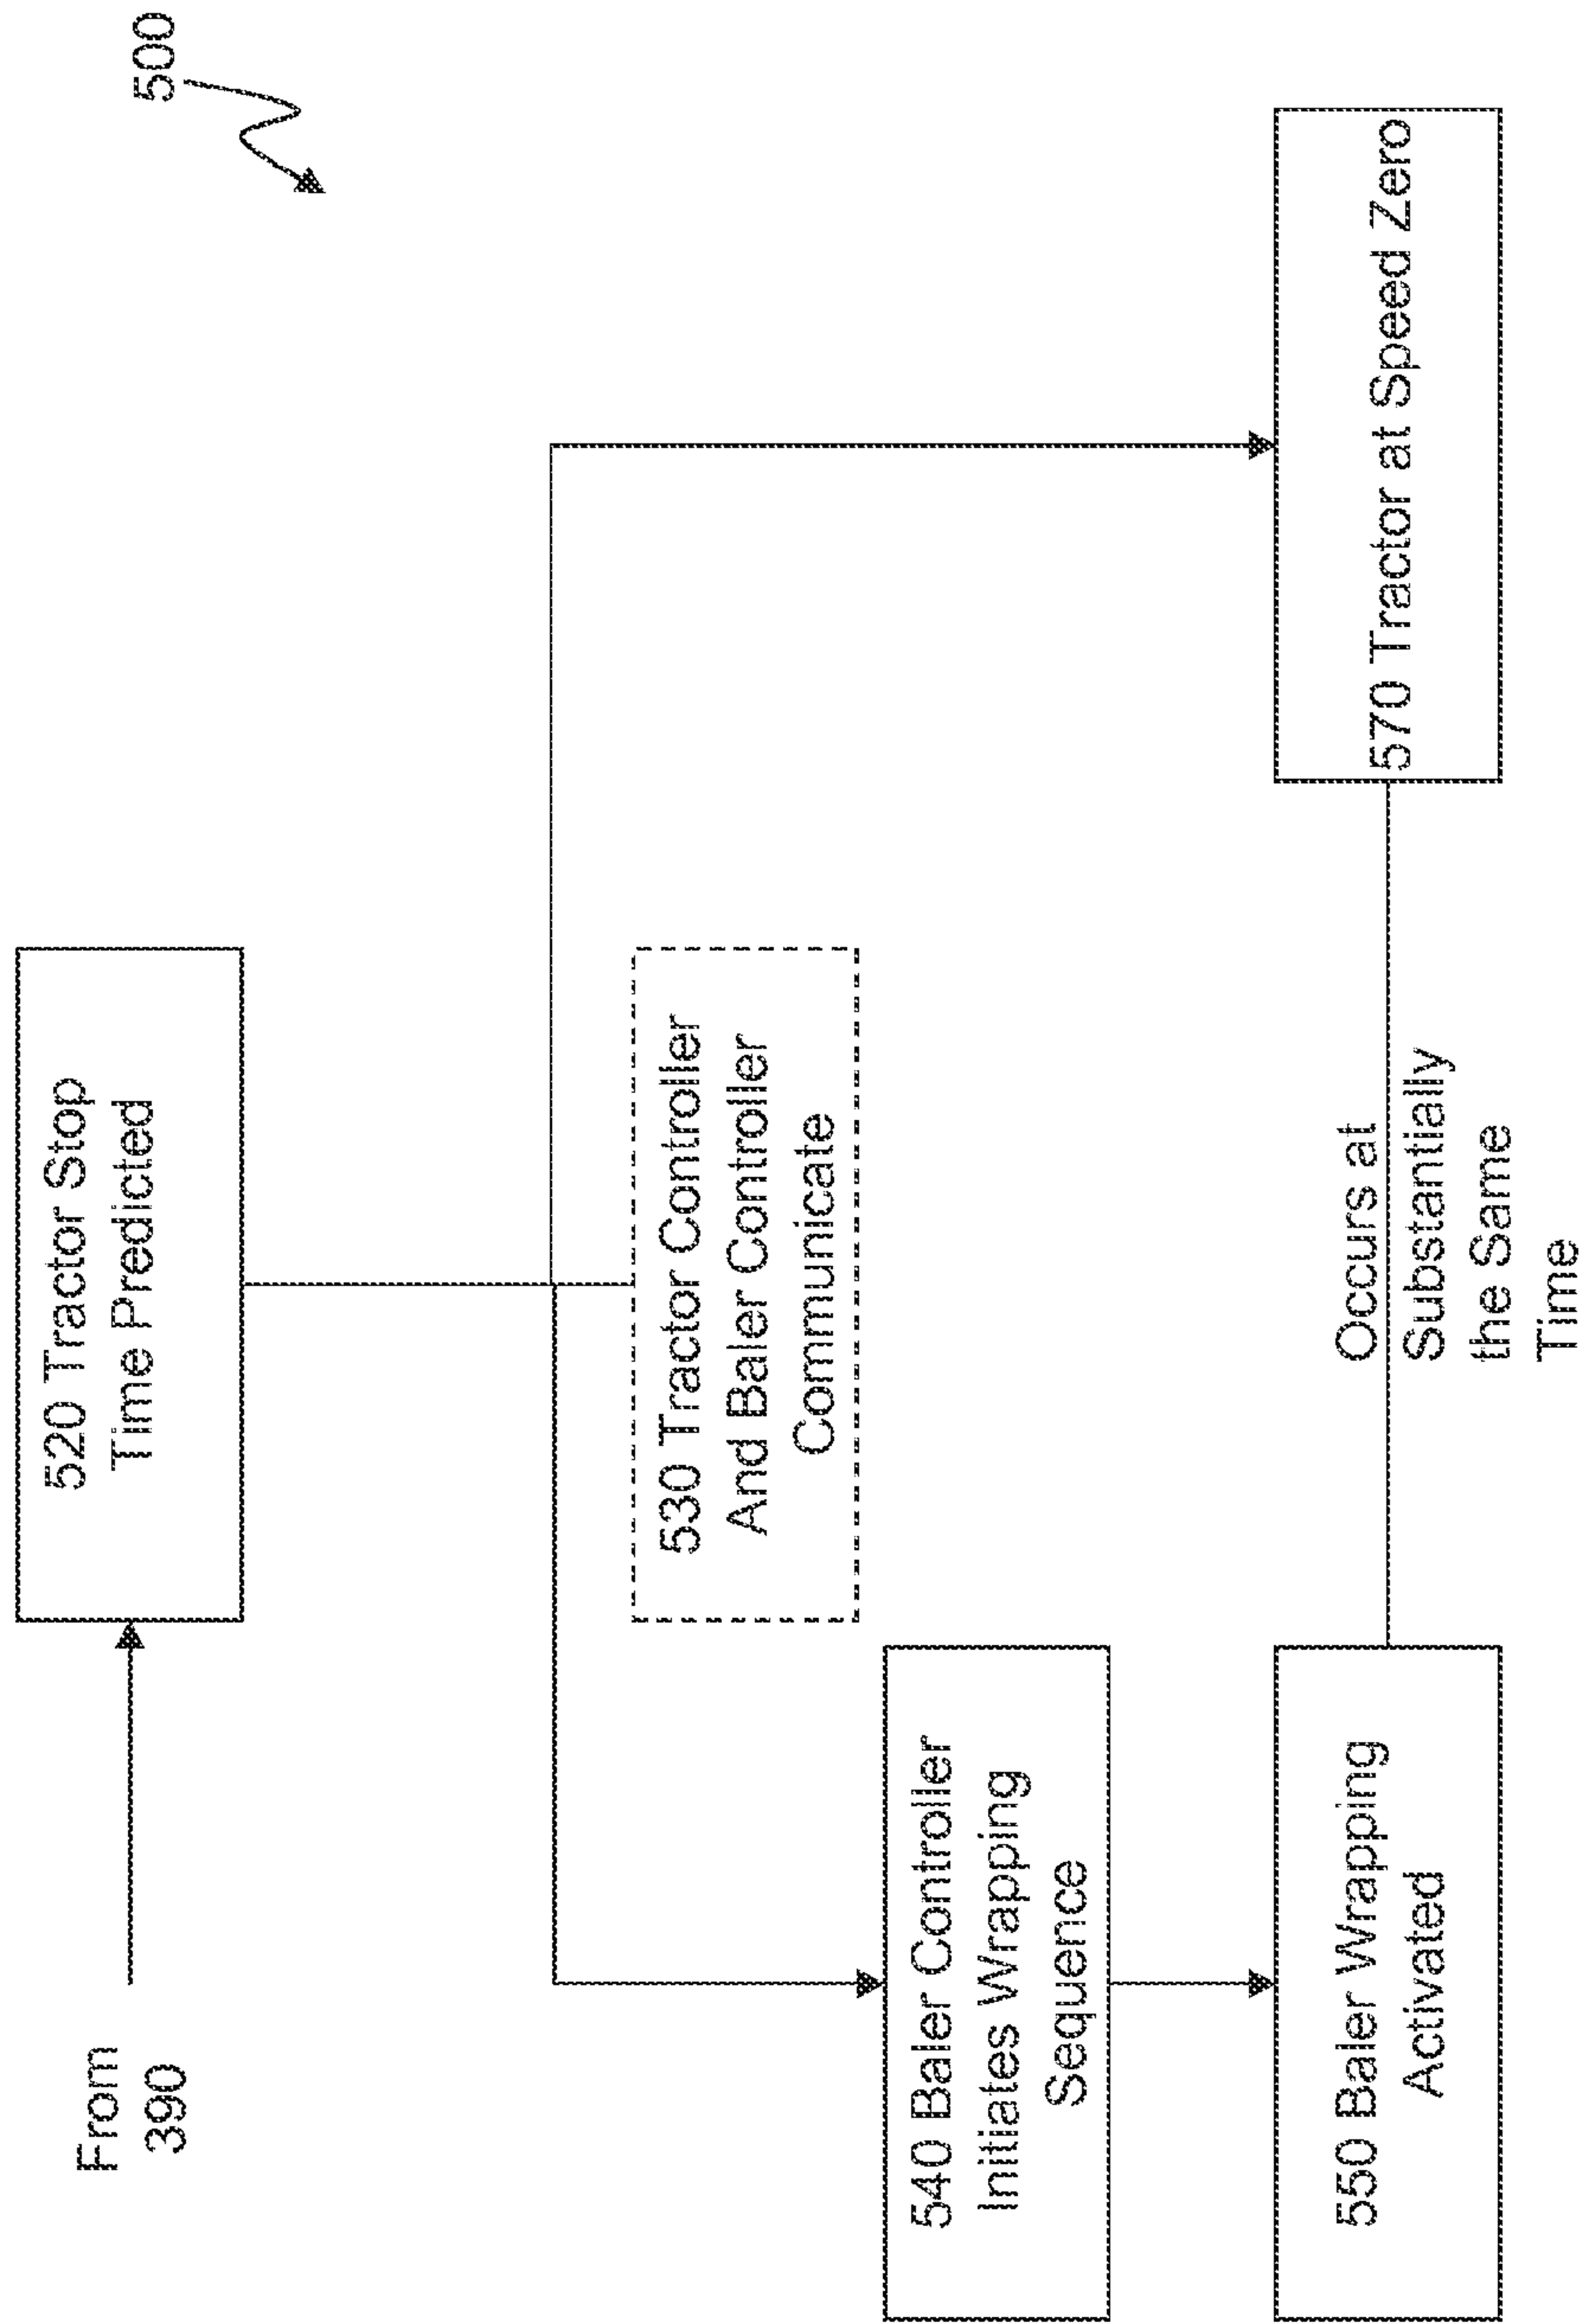 500
From
390
520 Tractor Stop
Time Predicted
530 Tractor Controller
And Baler Controller
Communicate
540 Baler Controller
Initiates Wrapping
Sequence
550 Baler Wrapping
Activated
Occurs at
Substantially
the Same
Time
570 Tractor at Speed Zero